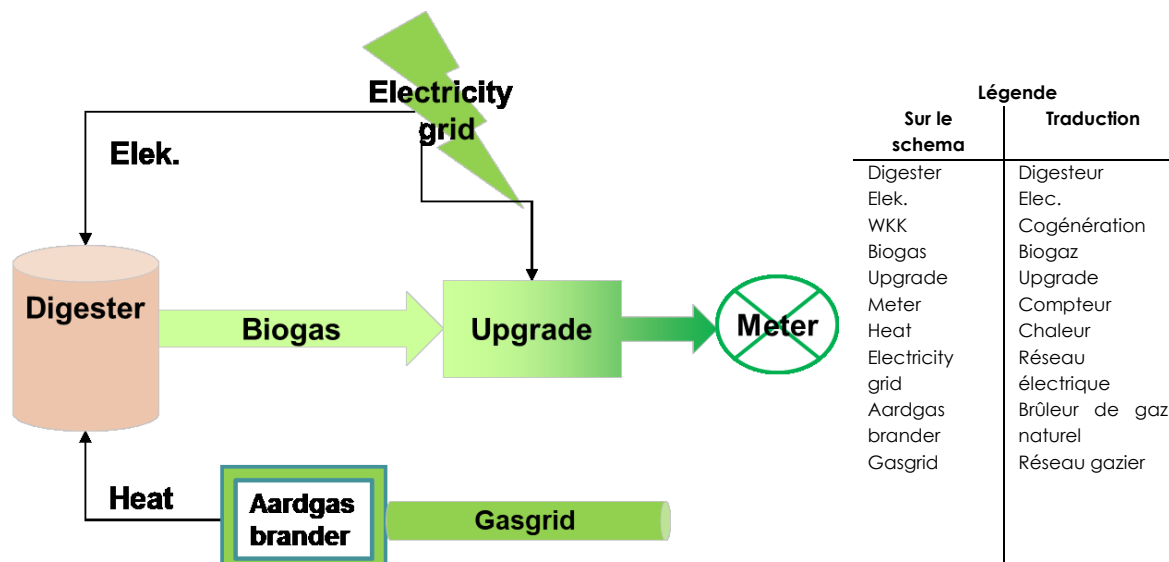 Electricity
grid
Elek.
Digester
Biogas
Upgrade
Meter
Heat
Aardgas
brander
Gasgrid
Légende
Sur le
schema
Traduction
Digester Digesteur
Elek. Elec.
WKK Cogénération
Biogas Biogaz
Upgrade Upgrade
Meter Compteur
Heat Chaleur
Electricity Réseau
grid électrique
Aardgas Brûleur de gaz
brander naturel
Gasgrid Réseau gazier